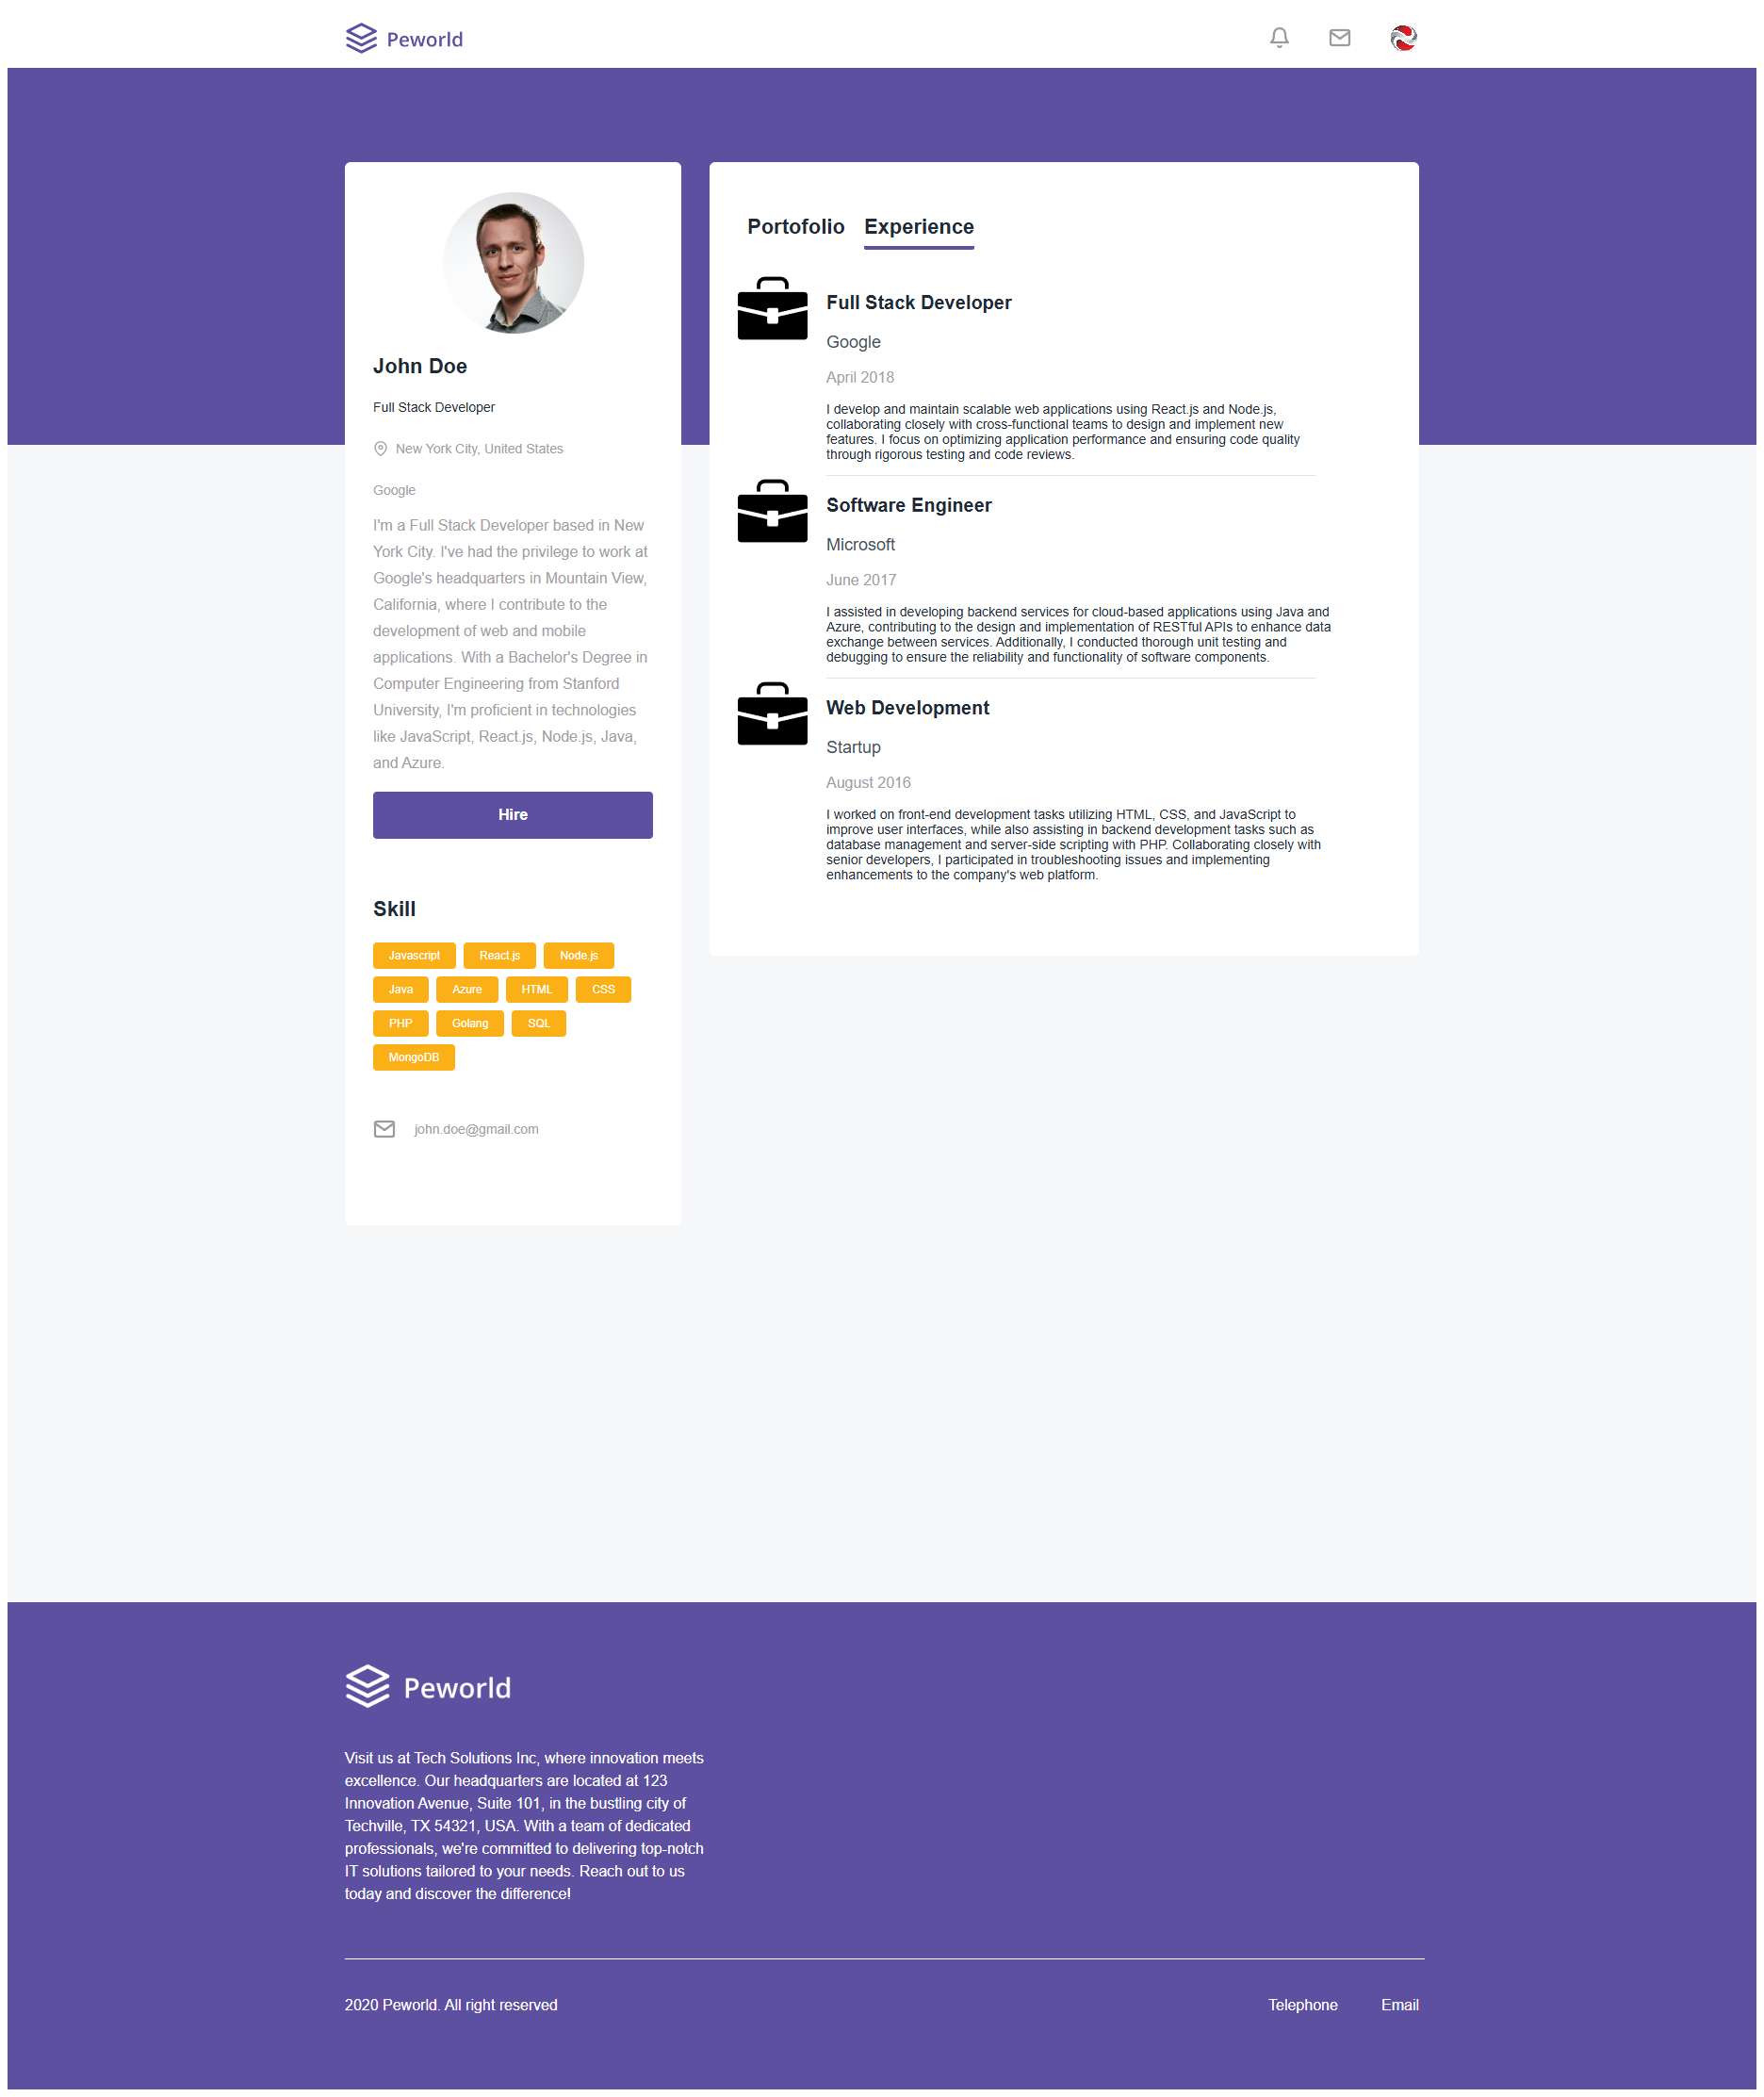 Peworld
John Doe
Full Stack Developer
New York City, United States
Google
I'm a Full Stack Developer based in New
York City. I've had the privilege to work at
Google's headquarters in Mountain View,
California, where I contribute to the
development of web and mobile
applications. With a Bachelor's Degree in
Computer Engineering from Stanford
University, I'm proficient in technologies
like JavaScript, React.js, Node.js, Java,
and Azure.
Hire
Skill
Javascript React.js Node.js
Java Azure HTML CSS
PHP Golang SQL
MongoDB
john.doe@gmail.com
Portofolio Experience
Full Stack Developer
Google
April 2018
I develop and maintain scalable web applications using React.js and Node.js,
collaborating closely with cross-functional teams to design and implement new
features. I focus on optimizing application performance and ensuring code quality
through rigorous testing and code reviews.
Software Engineer
Microsoft
June 2017
I assisted in developing backend services for cloud-based applications using Java and
Azure, contributing to the design and implementation of RESTful APIs to enhance data
exchange between services. Additionally, I conducted thorough unit testing and
debugging to ensure the reliability and functionality of software components.
Web Development
Startup
August 2016
I worked on front-end development tasks utilizing HTML, CSS, and JavaScript to
improve user interfaces, while also assisting in backend development tasks such as
database management and server-side scripting with PHP. Collaborating closely with
senior developers, I participated in troubleshooting issues and implementing
enhancements to the company's web platform.
Peworld
Visit us at Tech Solutions Inc, where innovation meets
excellence. Our headquarters are located at 123
Innovation Avenue, Suite 101, in the bustling city of
Techville, TX 54321, USA. With a team of dedicated
professionals, we're committed to delivering top-notch
IT solutions tailored to your needs. Reach out to us
today and discover the difference!
2020 Peworld. All right reserved
Telephone Email